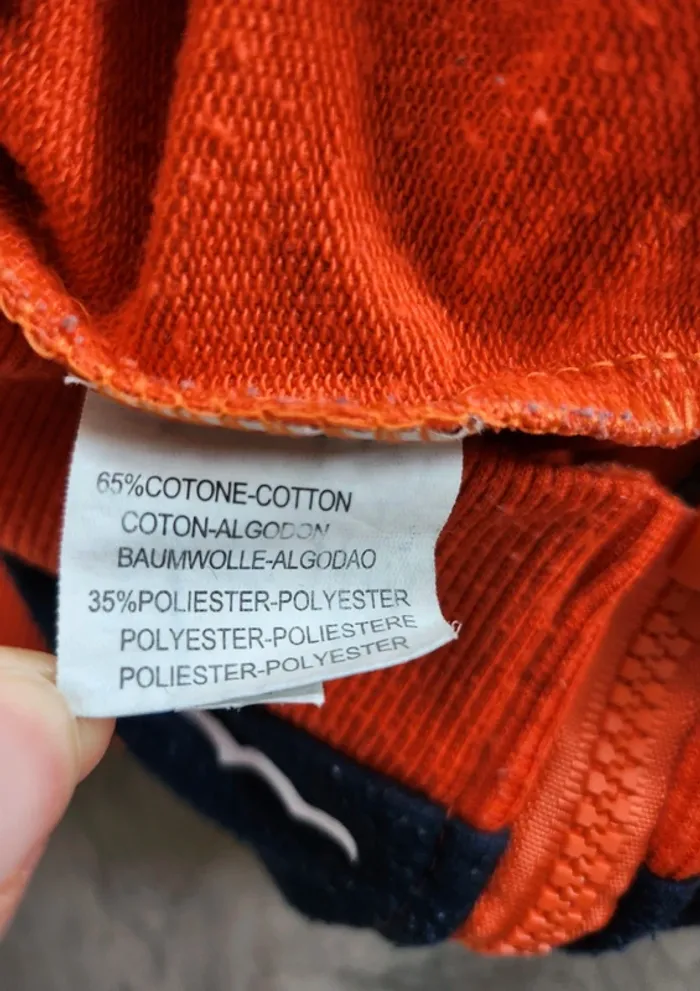 65%COTONE-COTTON
COTON-ALGODON
BAUMWOLLE-ALGODAO
35%POLIESTER-POLYESTER
POLYESTER-POLIESTERE
POLIESTER-POLYESTER